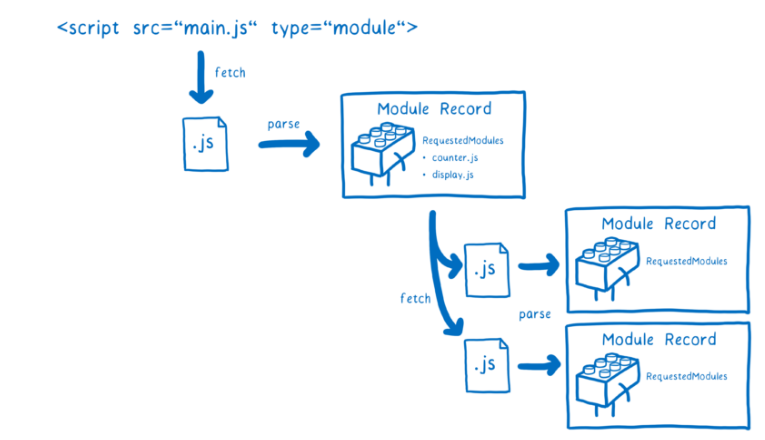 <script src=“main.js“ type=“module“>
fetch
.js
parse
Module Record
RequestedModules
• counter.js
• display.js
fetch
.js
parse
Module Record
RequestedModules
.js
Module Record
RequestedModules